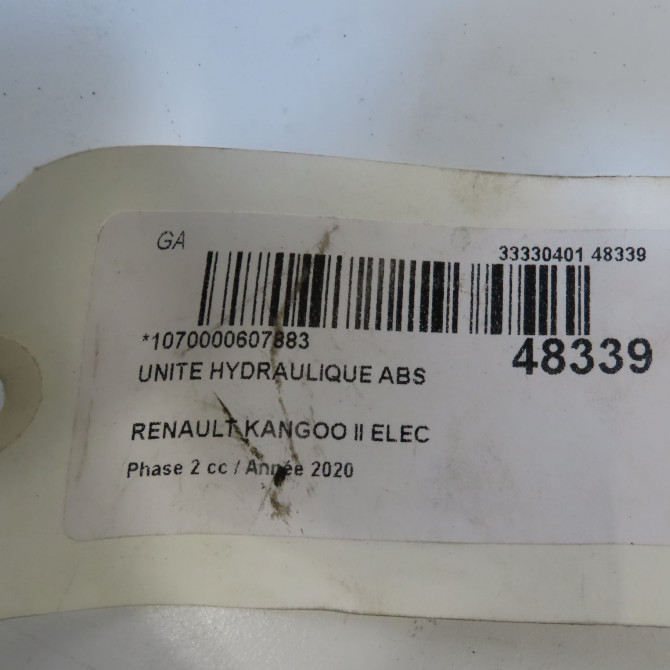 GA
33330401 48339
*1070000607883
48339
UNITE HYDRAULIQUE ABS
RENAULT KANGOO II ELEC
Phase 2 cc / Année 2020